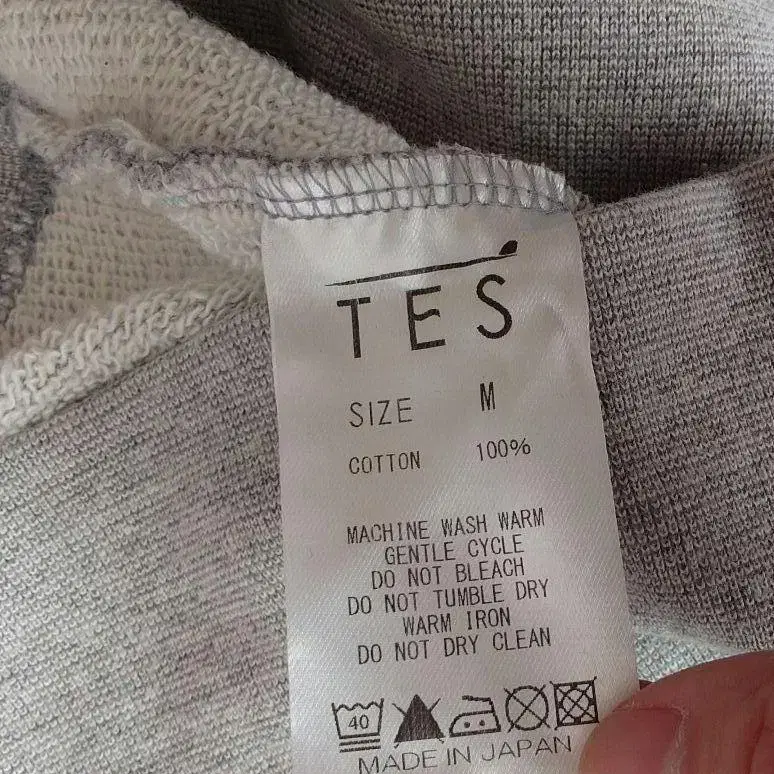 TES
SIZE M
COTTON 100%
MACHINE WASH WARM
GENTLE CYCLE
DO NOT BLEACH
DO NOT TUMBLE DRY
WARM IRON
DO NOT DRY CLEAN
40
MADE IN JAPAN